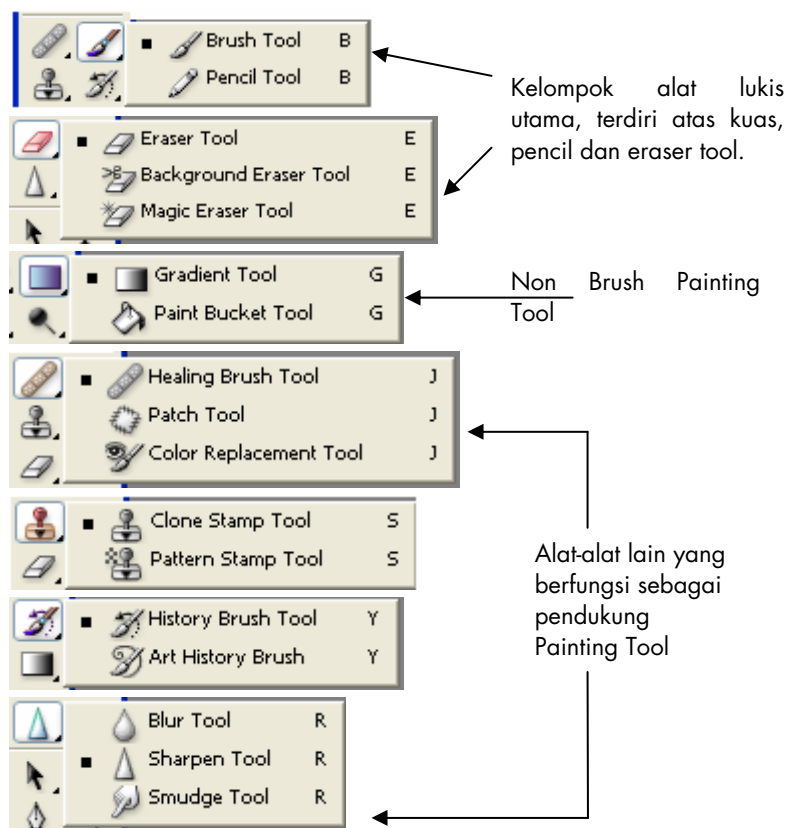 Brush Tool B
Pencil Tool B
Kelompok alat lukis
utama, terdiri atas kuas,
pencil dan eraser tool.
Eraser Tool E
Background Eraser Tool E
Magic Eraser Tool E
Gradient Tool G
Paint Bucket Tool G
Non Brush Painting
Tool
Healing Brush Tool J
Patch Tool J
Color Replacement Tool J
Clone Stamp Tool S
Pattern Stamp Tool S
Alat-alat lain yang
berfungsi sebagai
pendukung
Painting Tool
History Brush Tool Y
Art History Brush Y
Blur Tool R
Sharpen Tool R
Smudge Tool R